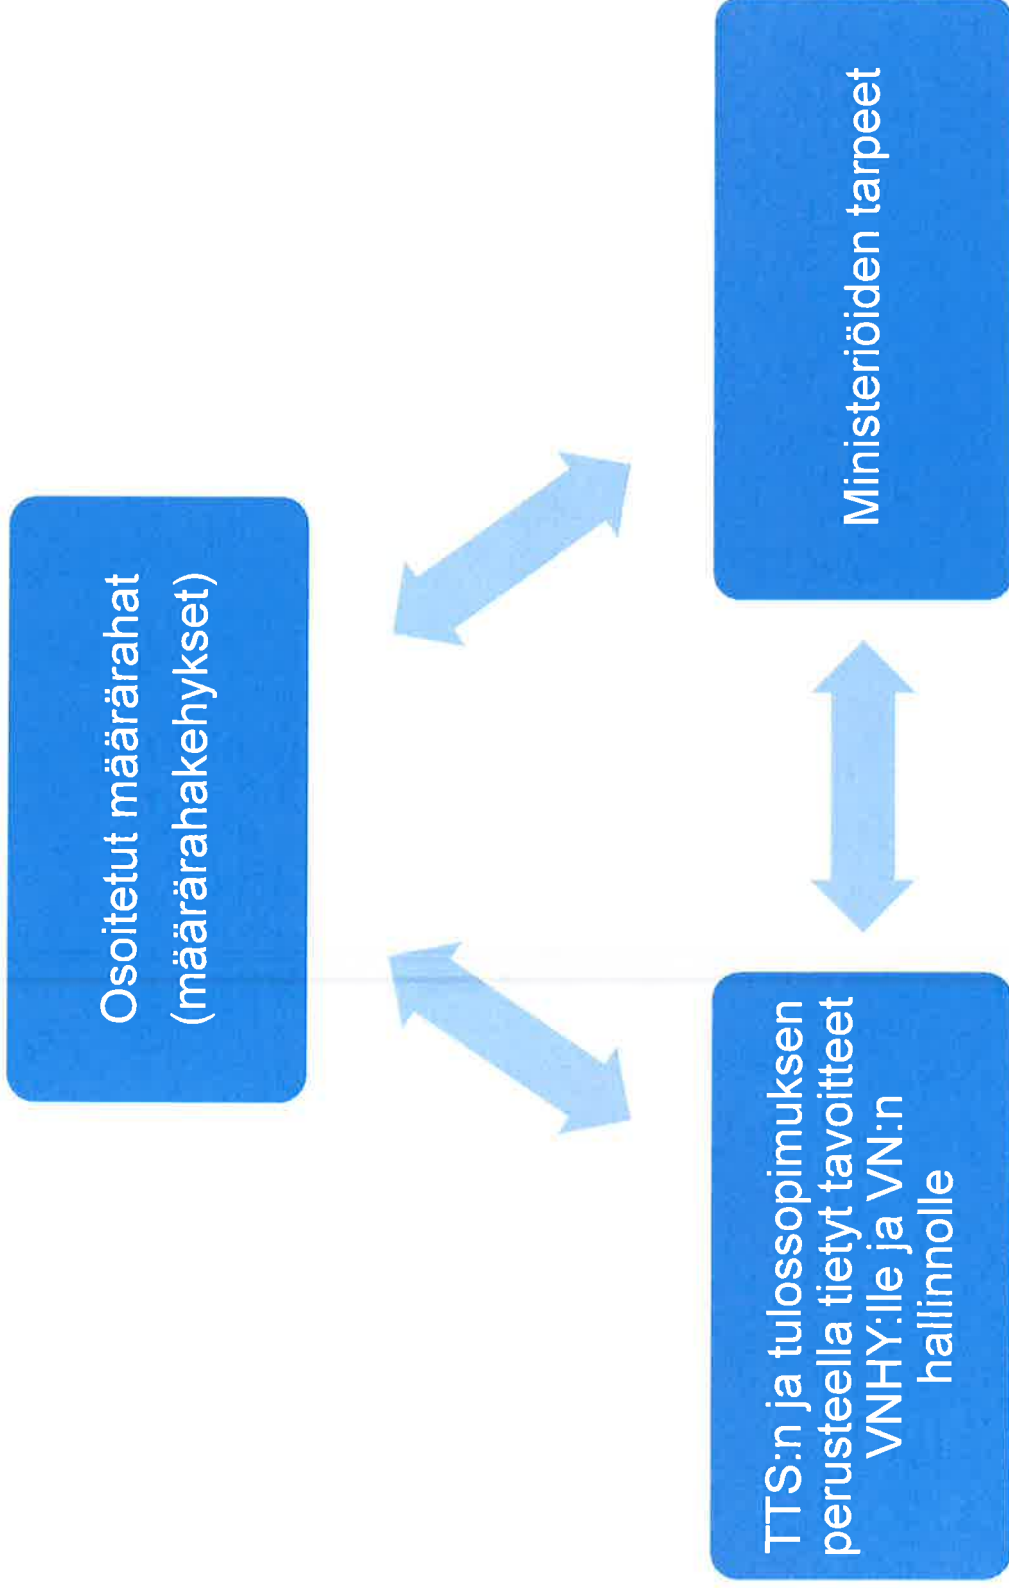 Osoitetut määrärahat
(määrärahakehykset)
TTS:n ja tulossopimuksen
perusteella tietyt tavoitteet
VNHY:lle ja VN:n
hallinnolle
Ministeriöiden tarpeet